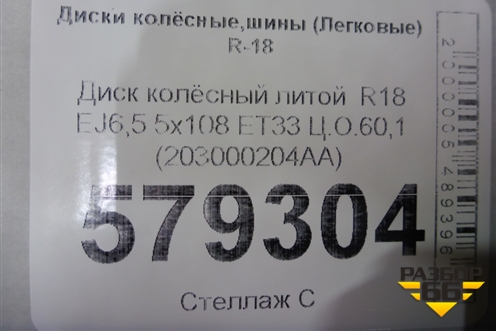 Диски колёсные,шины (Легковые)
R-18
Диск колёсный литой R18
EJ6,5 5x108 ET33 Ц.О.60,1
(203000204AA)
579304
Стеллаж С
2000005489396
РАЗБОР
66